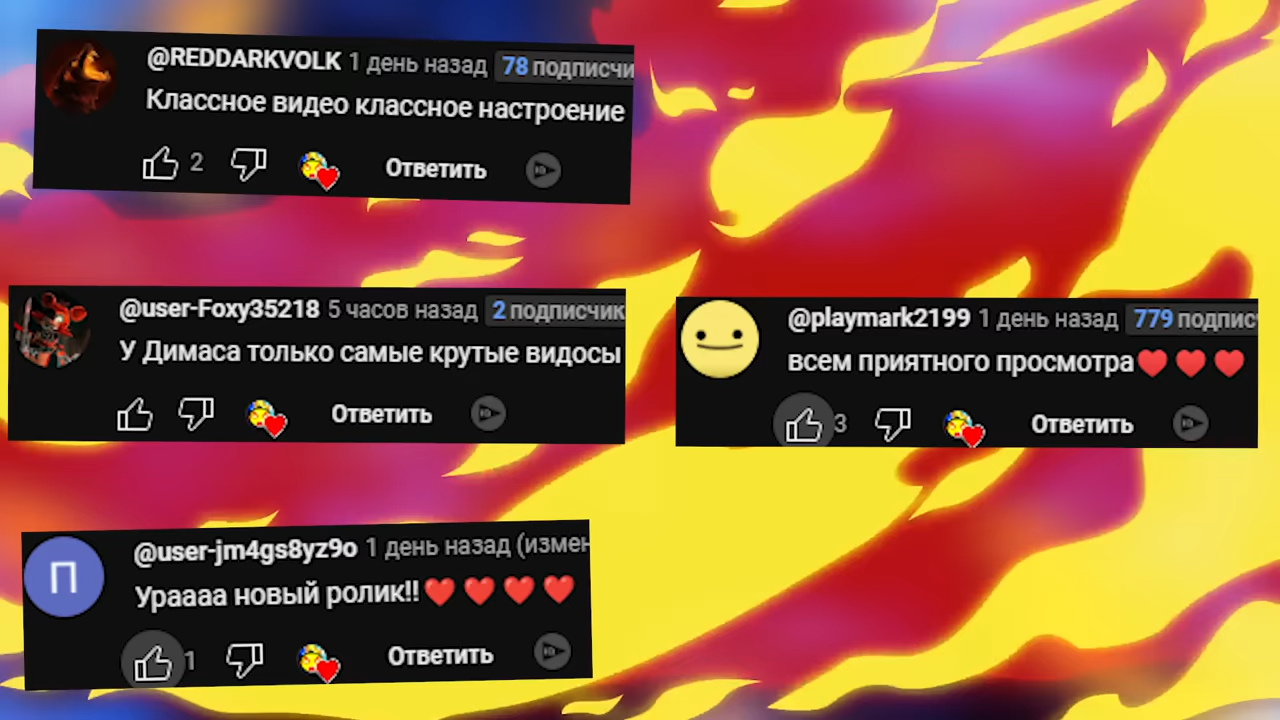 @REDDARKVOLK 1 день назад 78 подписчи
Классное видео классное настроение
2 Ответить
@user-Foxy35218 5 часов назад 2 подписчик
У Димаса только самые крутые видосы
Ответить
@playmark2199 1 день назад 779 подпис
всем приятного просмотра❤️❤️❤️
3 Ответить
П
@user-jm4gs8yz9o 1 день назад (измен
Ураааа новый ролик!!❤️❤️❤️❤️
1 Ответить